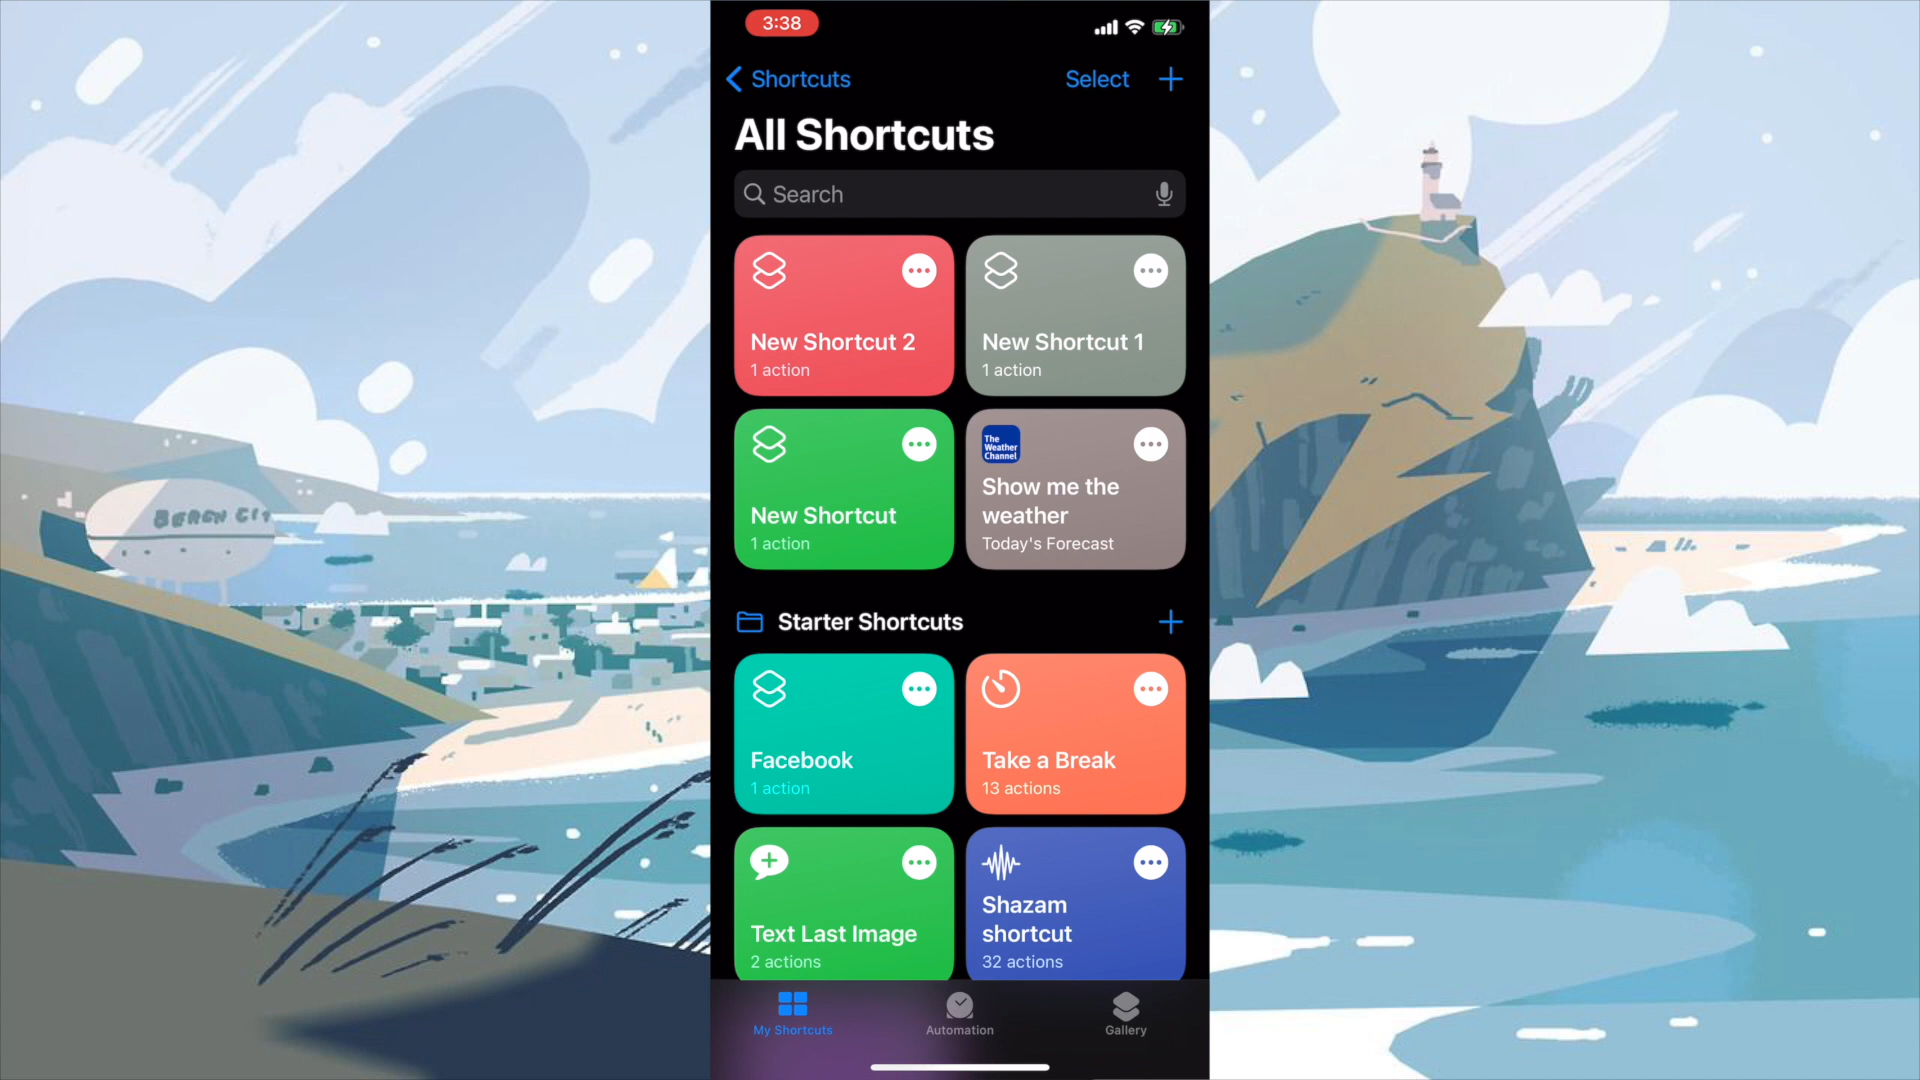 3:38
Shortcuts
Select
All Shortcuts
Search
New Shortcut 2
1 action
New Shortcut 1
1 action
New Shortcut
1 action
The
Weather
Channel
Show me the
weather
Today's Forecast
Starter Shortcuts
Facebook
1 action
Take a Break
13 actions
Text Last Image
2 actions
Shazam
shortcut
32 actions
My Shortcuts
Automation
Gallery
BEACH CIT